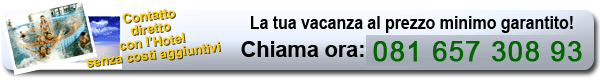 Contatto
diretto
con l'Hotel
senza costi aggiuntivi
La tua vacanza al prezzo minimo garantito!
Chiama ora: 081 657 308 93